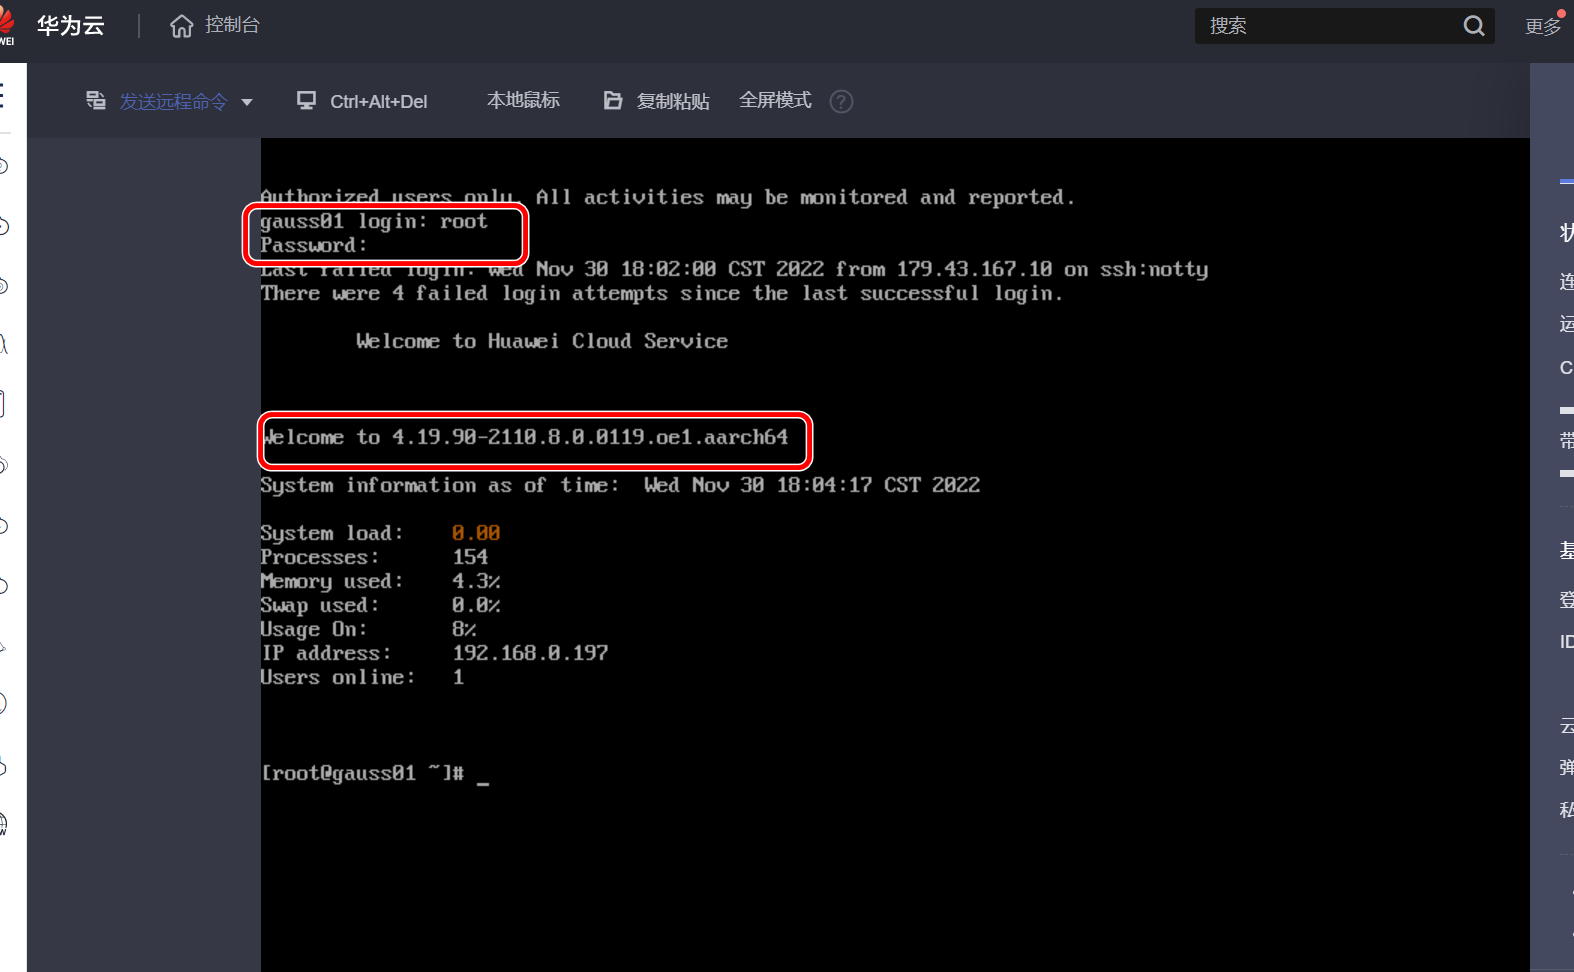 华为云 控制台 搜索 更多
发送远程命令 Ctrl+Alt+Del 本地鼠标 复制粘贴 全屏模式 ?
Authorized users only. All activities may be monitored and reported.
gauss01 login: root
Password:
Last failed login: Wed Nov 30 18:02:00 CST 2022 from 179.43.167.10 on ssh:notty
There were 4 failed login attempts since the last successful login.
Welcome to Huawei Cloud Service
Welcome to 4.19.90-2110.8.0.0119.oe1.aarch64
System information as of time: Wed Nov 30 18:04:17 CST 2022
System load: 0.00
Processes: 154
Memory used: 4.3%
Swap used: 0.0%
Usage On: 8%
IP address: 192.168.0.197
Users online: 1
[root@gauss01 ~]# _
状
连
运
C
带
基
登
ID
云
弹
私